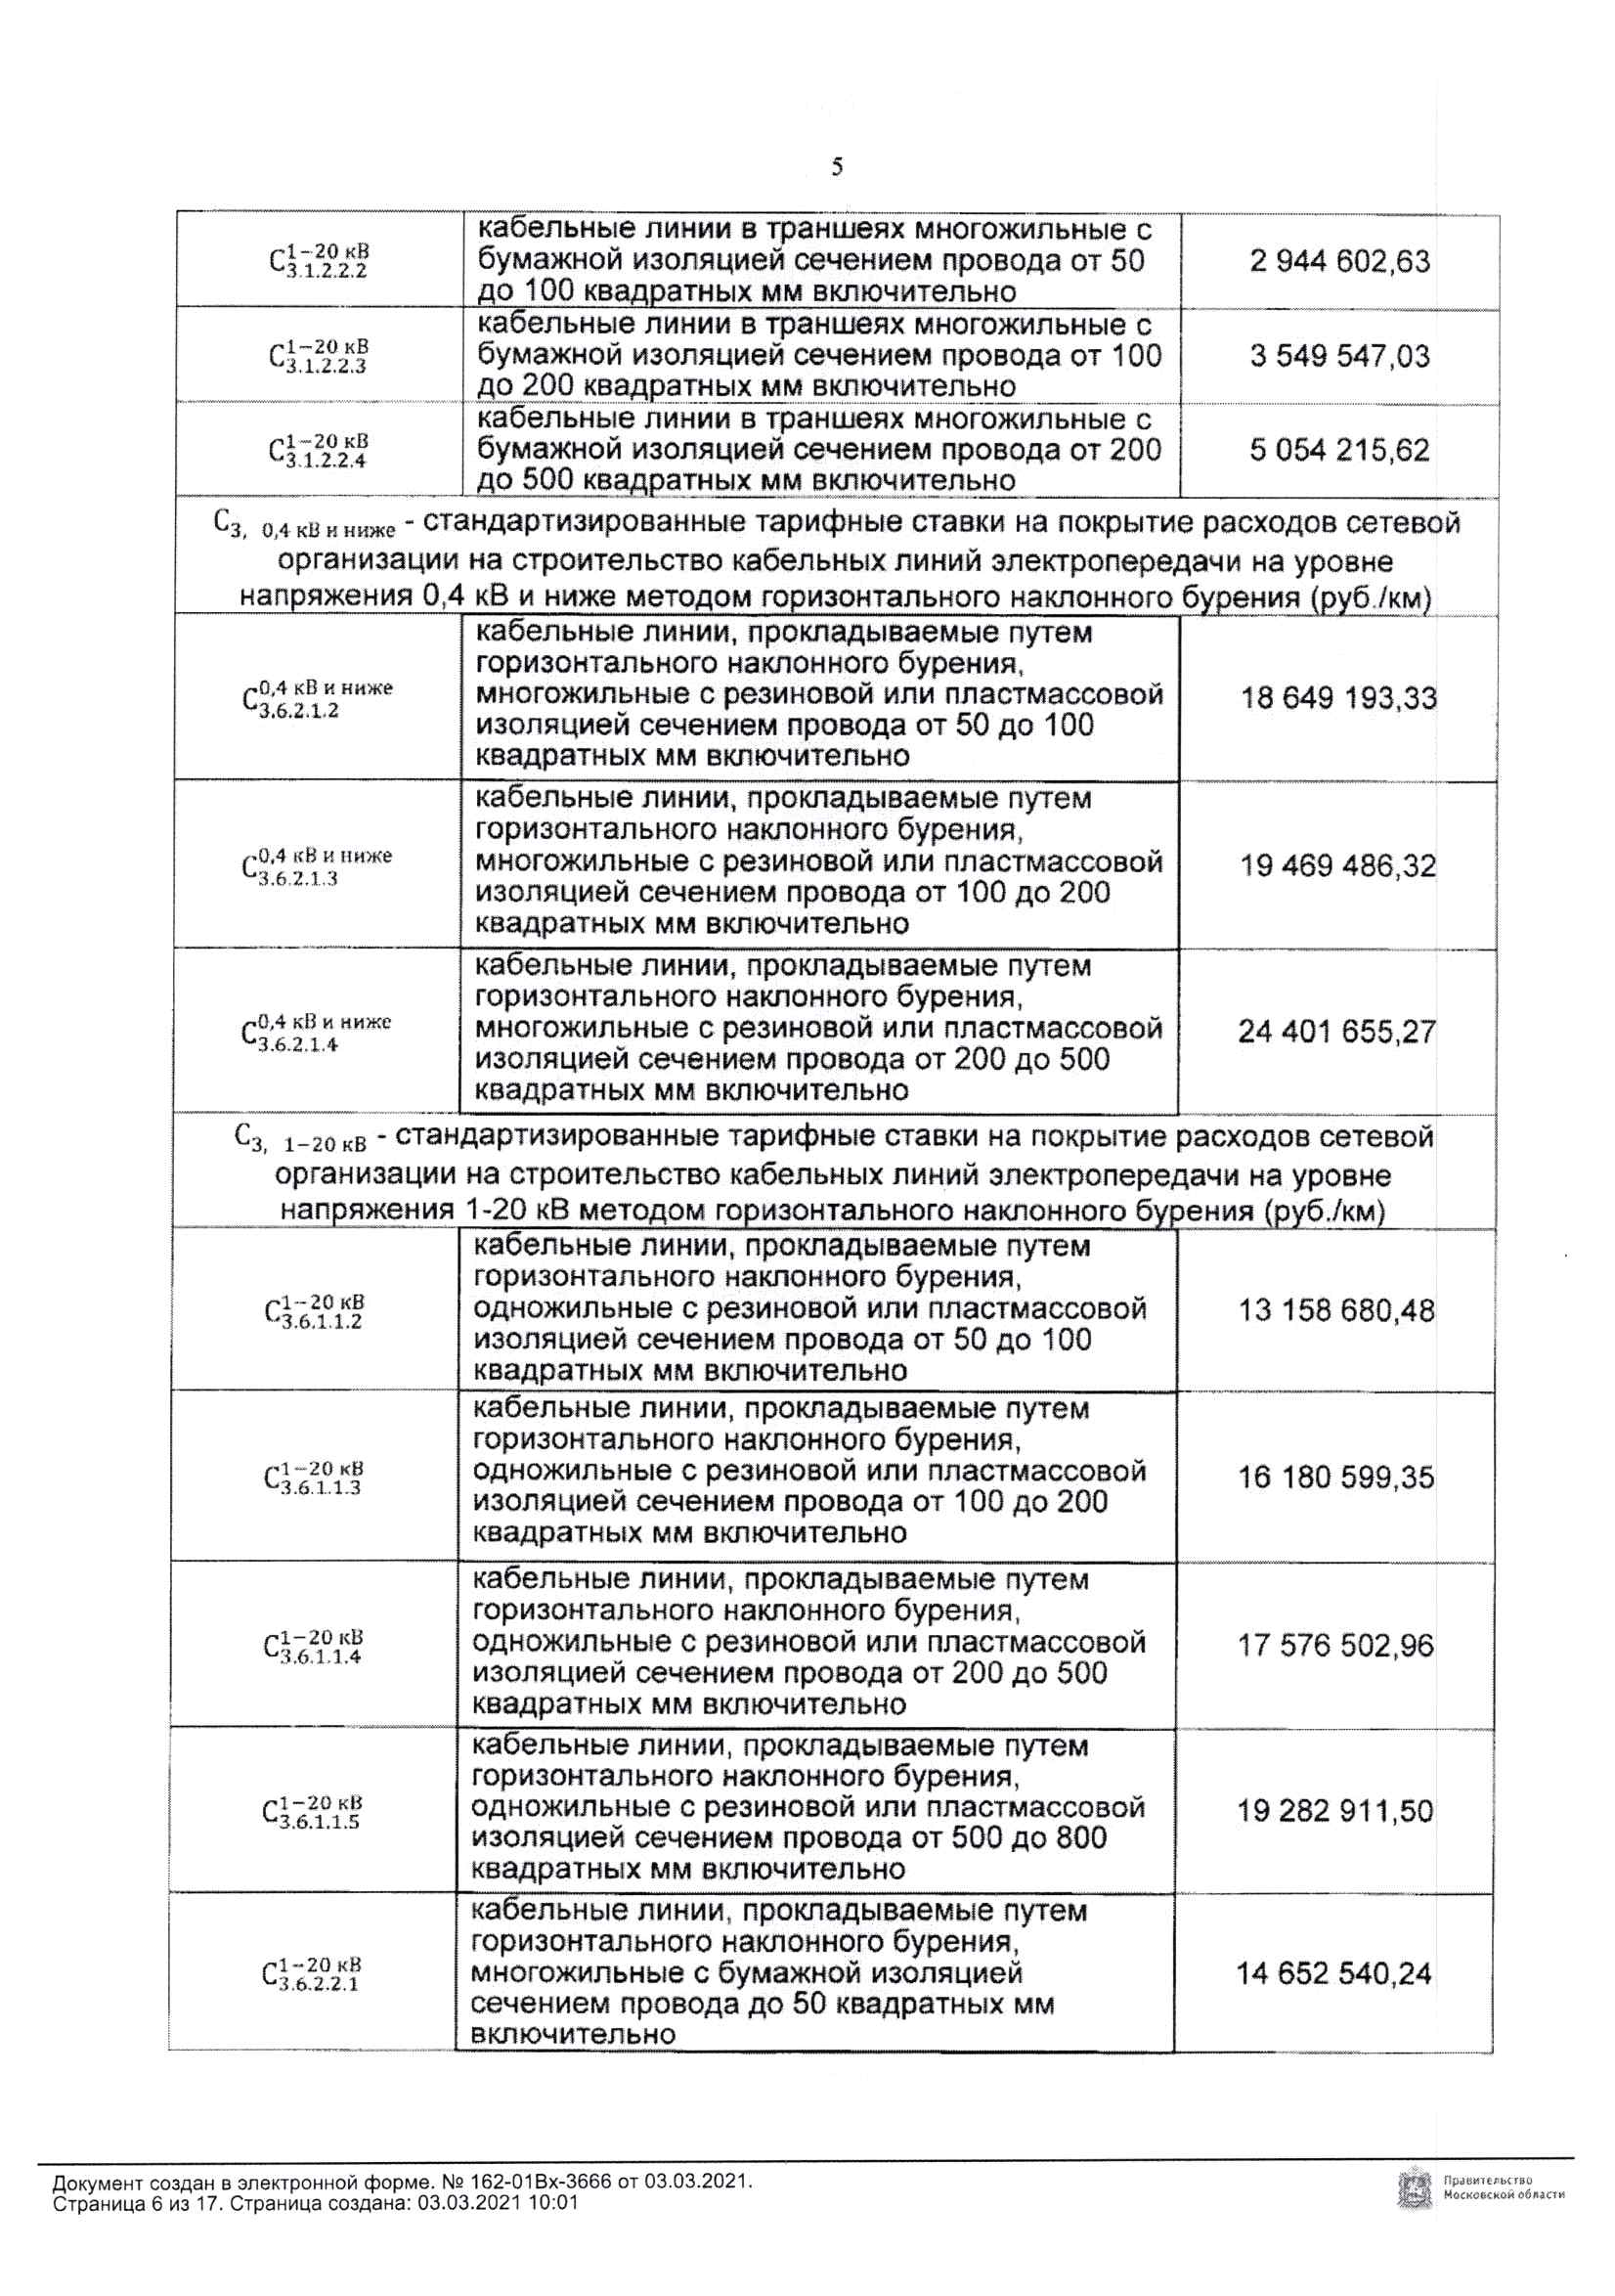 5
кабельные линии в траншеях многожильные с
C 1−20 кВ 3.1.2.2.2 бумажной изоляцией сечением провода от 50 2 944 602,63
до 100 квадратных мм включительно
кабельные линии в траншеях многожильные с
C 1−20 кВ 3.1.2.2.3 бумажной изоляцией сечением провода от 100 3 549 547,03
до 200 квадратных мм включительно
кабельные линии в траншеях многожильные с
C 1−20 кВ 3.1.2.2.4 бумажной изоляцией сечением провода от 200 5 054 215,62
до 500 квадратных мм включительно
C3, 0,4 кВ и ниже - стандартизированные тарифные ставки на покрытие расходов сетевой
организации на строительство кабельных линий электропередачи на уровне
напряжения 0,4 кВ и ниже методом горизонтального наклонного бурения (руб./км)
кабельные линии, прокладываемые путем
горизонтального наклонного бурения,
C 0,4 кВ и ниже 3.6.2.1.2 многожильные с резиновой или пластмассовой 18 649 193,33
изоляцией сечением провода от 50 до 100
квадратных мм включительно
кабельные линии, прокладываемые путем
горизонтального наклонного бурения,
C 0,4 кВ и ниже 3.6.2.1.3 многожильные с резиновой или пластмассовой 19 469 486,32
изоляцией сечением провода от 100 до 200
квадратных мм включительно
кабельные линии, прокладываемые путем
горизонтального наклонного бурения,
C 0,4 кВ и ниже 3.6.2.1.4 многожильные с резиновой или пластмассовой 24 401 655,27
изоляцией сечением провода от 200 до 500
квадратных мм включительно
C3, 1−20 кВ - стандартизированные тарифные ставки на покрытие расходов сетевой
организации на строительство кабельных линий электропередачи на уровне
напряжения 1-20 кВ методом горизонтального наклонного бурения (руб./км)
кабельные линии, прокладываемые путем
горизонтального наклонного бурения,
C 1−20 кВ 3.6.1.1.2 одножильные с резиновой или пластмассовой 13 158 680,48
изоляцией сечением провода от 50 до 100
квадратных мм включительно
кабельные линии, прокладываемые путем
горизонтального наклонного бурения,
C 1−20 кВ 3.6.1.1.3 одножильные с резиновой или пластмассовой 16 180 599,35
изоляцией сечением провода от 100 до 200
квадратных мм включительно
кабельные линии, прокладываемые путем
горизонтального наклонного бурения,
C 1−20 кВ 3.6.1.1.4 одножильные с резиновой или пластмассовой 17 576 502,96
изоляцией сечением провода от 200 до 500
квадратных мм включительно
кабельные линии, прокладываемые путем
горизонтального наклонного бурения,
C 1−20 кВ 3.6.1.1.5 одножильные с резиновой или пластмассовой 19 282 911,50
изоляцией сечением провода от 500 до 800
квадратных мм включительно
кабельные линии, прокладываемые путем
горизонтального наклонного бурения,
C 1−20 кВ 3.6.2.2.1 многожильные с бумажной изоляцией 14 652 540,24
сечением провода до 50 квадратных мм
включительно
Документ создан в электронной форме. № 162-01Вх-3666 от 03.03.2021.
Страница 6 из 17. Страница создана: 03.03.2021 10:01
Правительство
Московской области